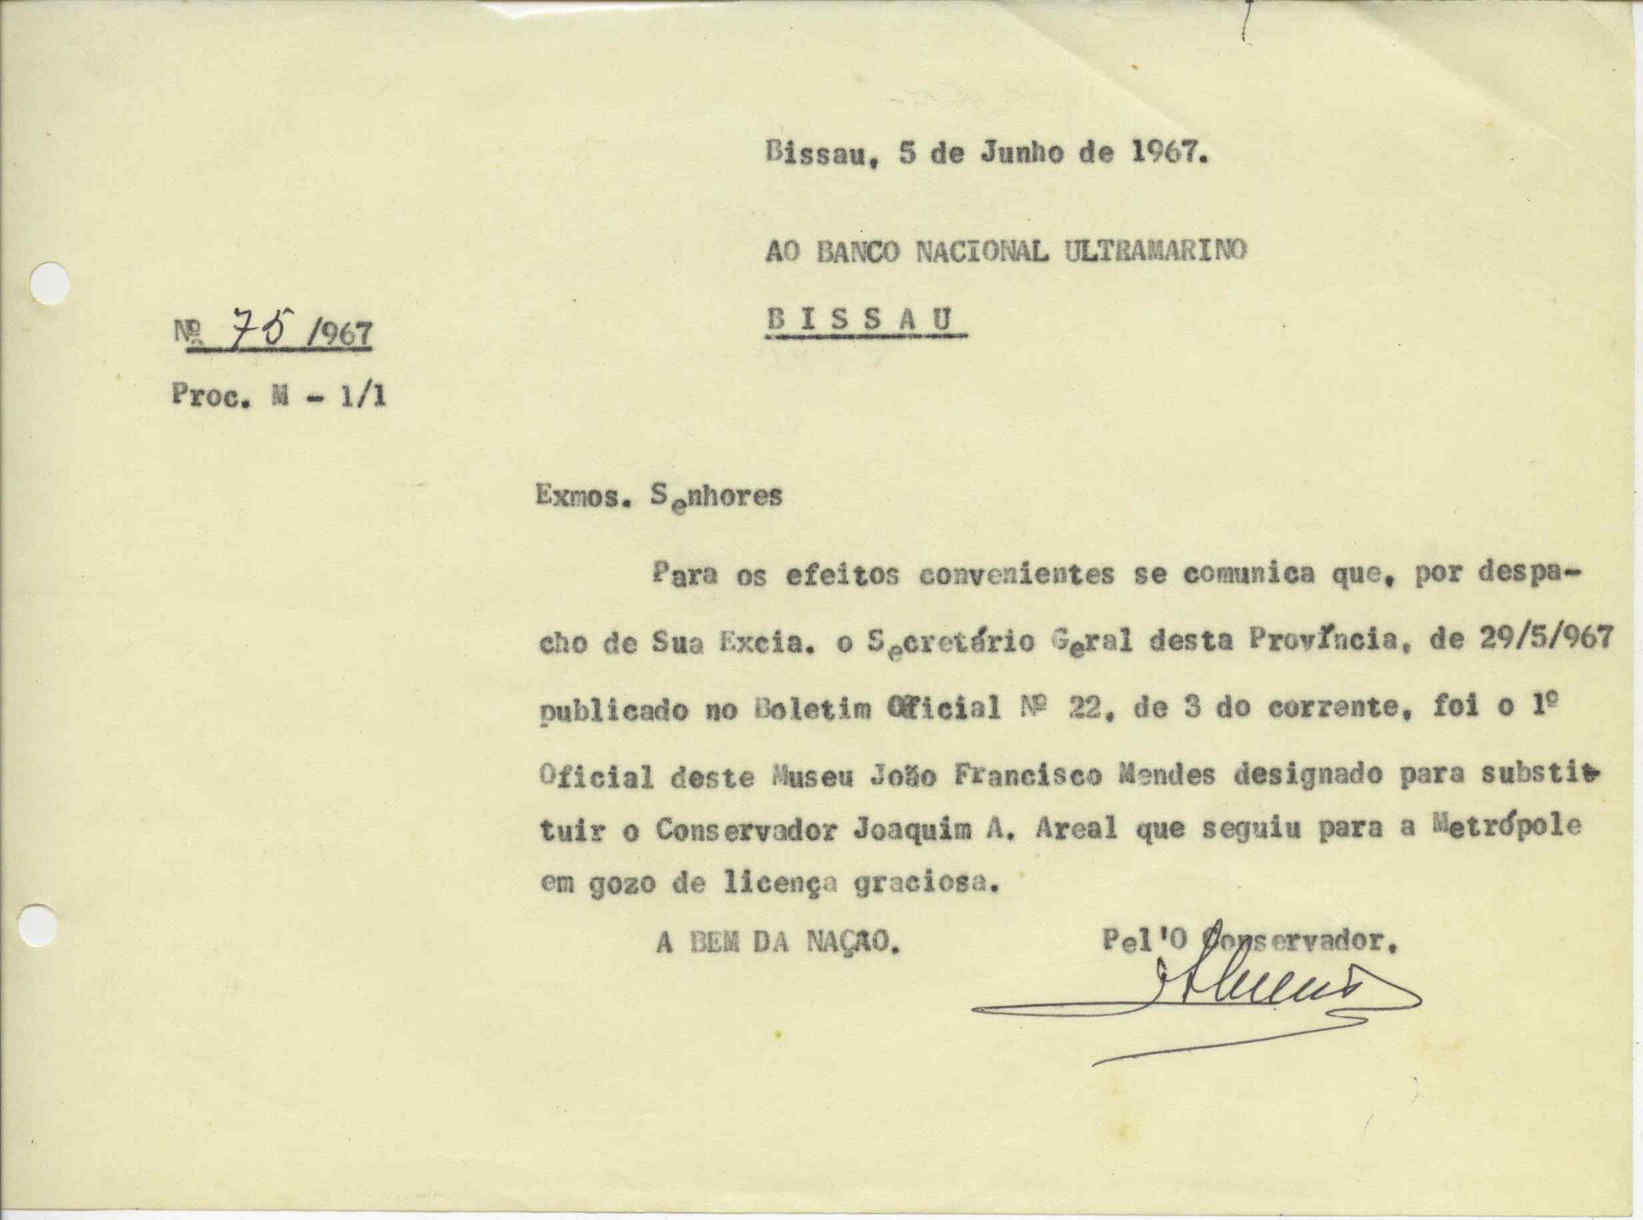 Bissau, 5 de Junho de 1967.
AO BANCO NACIONAL ULTRAMARINO
BISSAU
Nº 75 /967
Proc. M - 1/1
Exmos. Senhores
Para os efeitos convenientes se comunica que, por despa-
cho de Sua Excia. o Secretário Geral desta Província, de 29/5/967
publicado no Boletim Oficial Nº 22, de 3 do corrente, foi o 1º
Oficial deste Museu João Francisco Mendes designado para substi-
tuir o Conservador Joaquim A. Areal que seguiu para a Metrópole
em gozo de licença graciosa.
A BEM DA NAÇAO.
Pel'O Conservador.